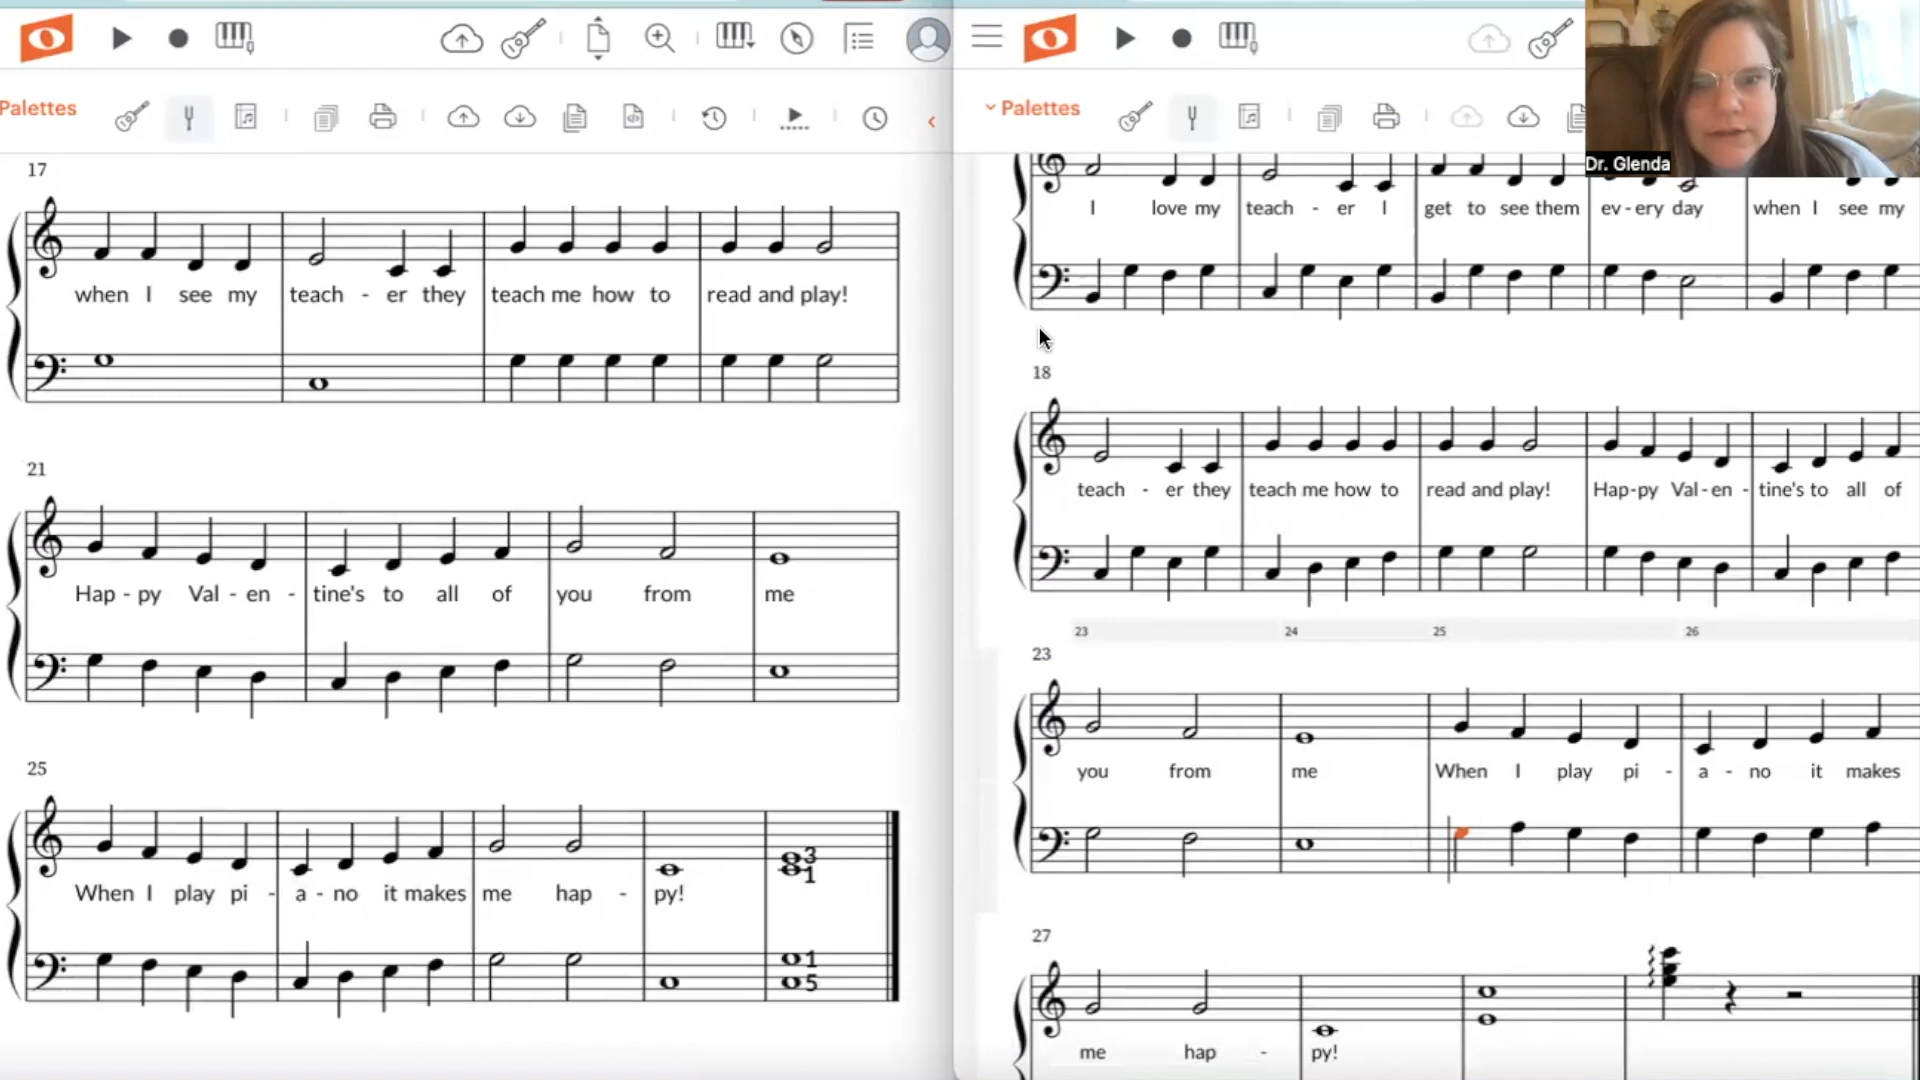 Palettes
17
when I see my teach - er they teach me how to read and play!
21
Hap - py Val - en - tine's to all of you from me
25
When I play pi - a - no it makes me hap - py!
3
1
1
5
Palettes
Dr. Glenda
I love my teach - er I get to see them ev - ery day when I see my
18
teach - er they teach me how to read and play! Hap - py Val - en - tine's to all of
23 24 25 26
23
you from me When I play pi - a - no it makes
27
me hap - py!